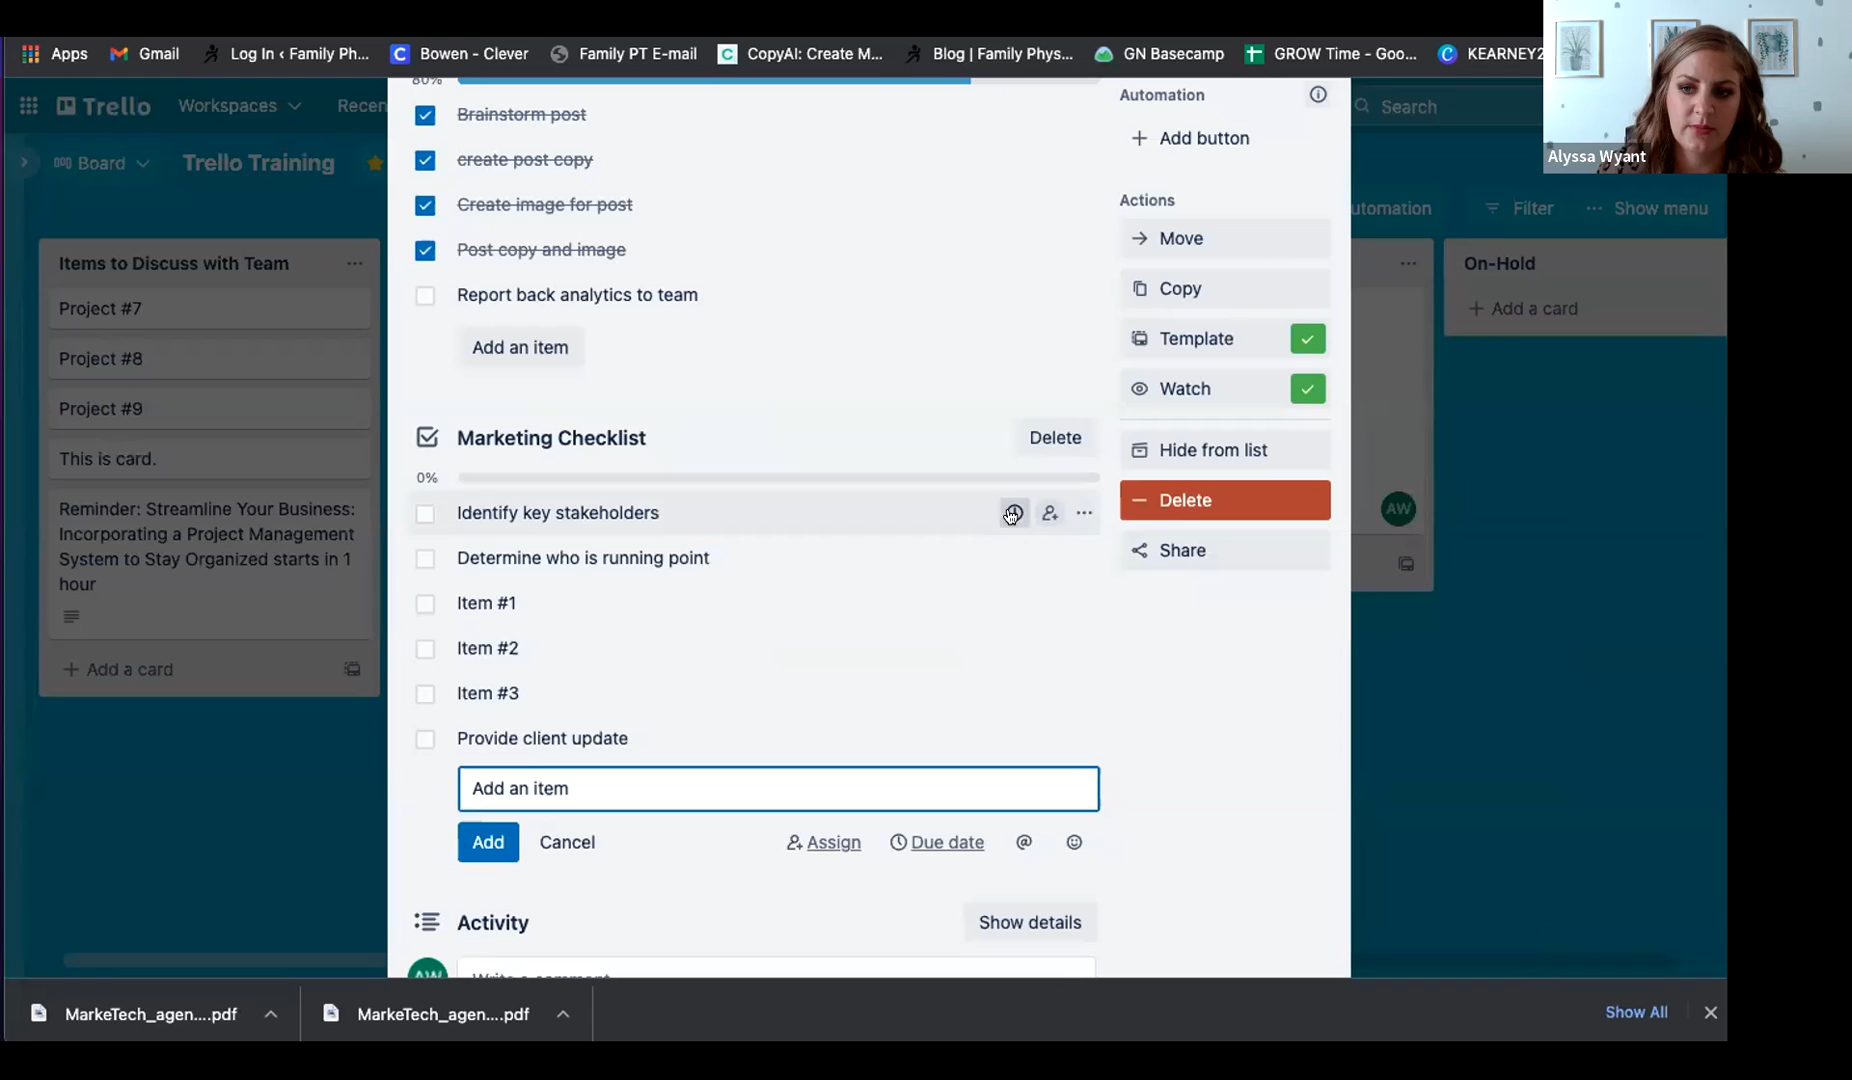 Apps
Gmail
Log In ‹ Family Ph...
Bowen - Clever
Family PT E-mail
CopyAI: Create M...
Blog | Family Phys...
GN Basecamp
GROW Time - Goo...
KEARNEY2
Alyssa Wyant
Trello
Workspaces
Recen
Search
Board
Trello Training
utomation
Filter
Show menu
Items to Discuss with Team
Project #7
Project #8
Project #9
This is card.
Reminder: Streamline Your Business:
Incorporating a Project Management
System to Stay Organized starts in 1
hour
+ Add a card
80%
Brainstorm post
create post copy
Create image for post
Post copy and image
Report back analytics to team
Add an item
Marketing Checklist
Delete
0%
Identify key stakeholders
Determine who is running point
Item #1
Item #2
Item #3
Provide client update
Add an item
Add
Cancel
Assign
Due date
@
Activity
Show details
AW
Write a comment
Automation
+ Add button
Actions
Move
Copy
Template
Watch
Hide from list
Delete
Share
AW
On-Hold
+ Add a card
MarkeTech_agen....pdf
MarkeTech_agen....pdf
Show All